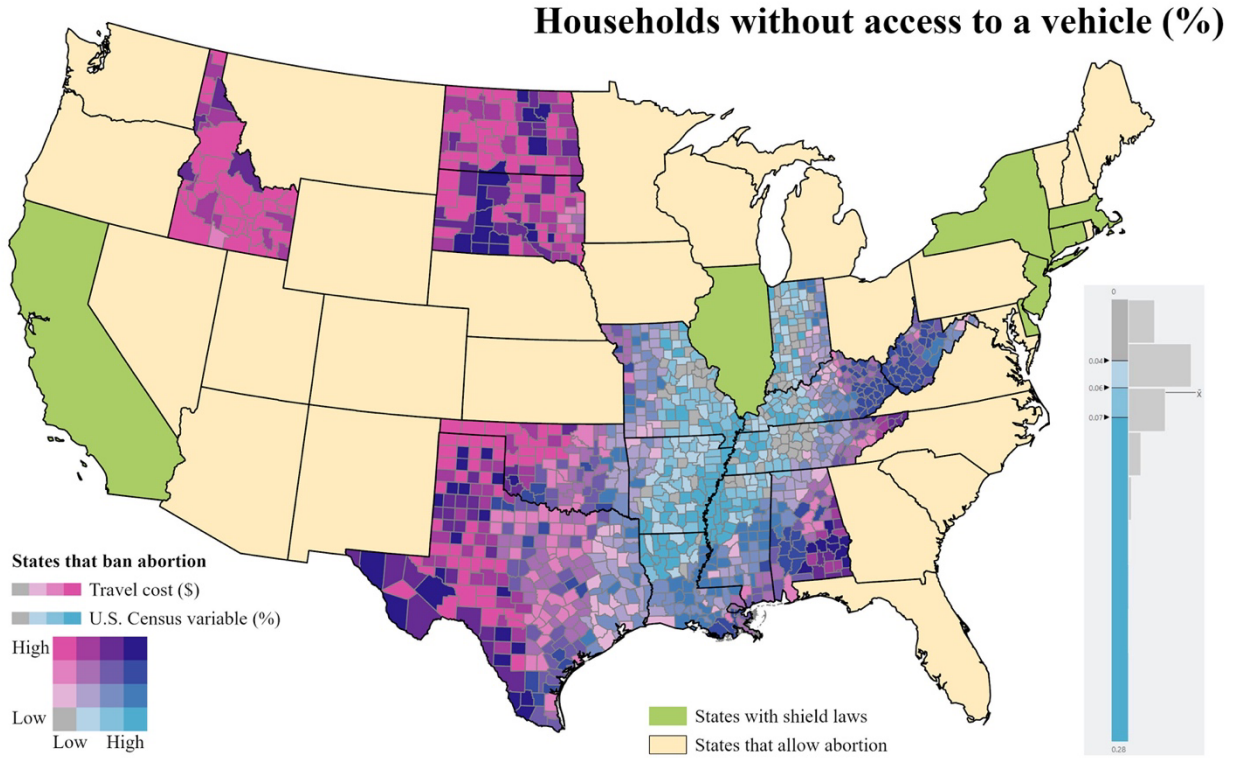 Households without access to a vehicle (%)
0
0.04
0.06
x̄
0.07
0.28
States that ban abortion
Travel cost ($)
U.S. Census variable (%)
High
Low
Low High
States with shield laws
States that allow abortion